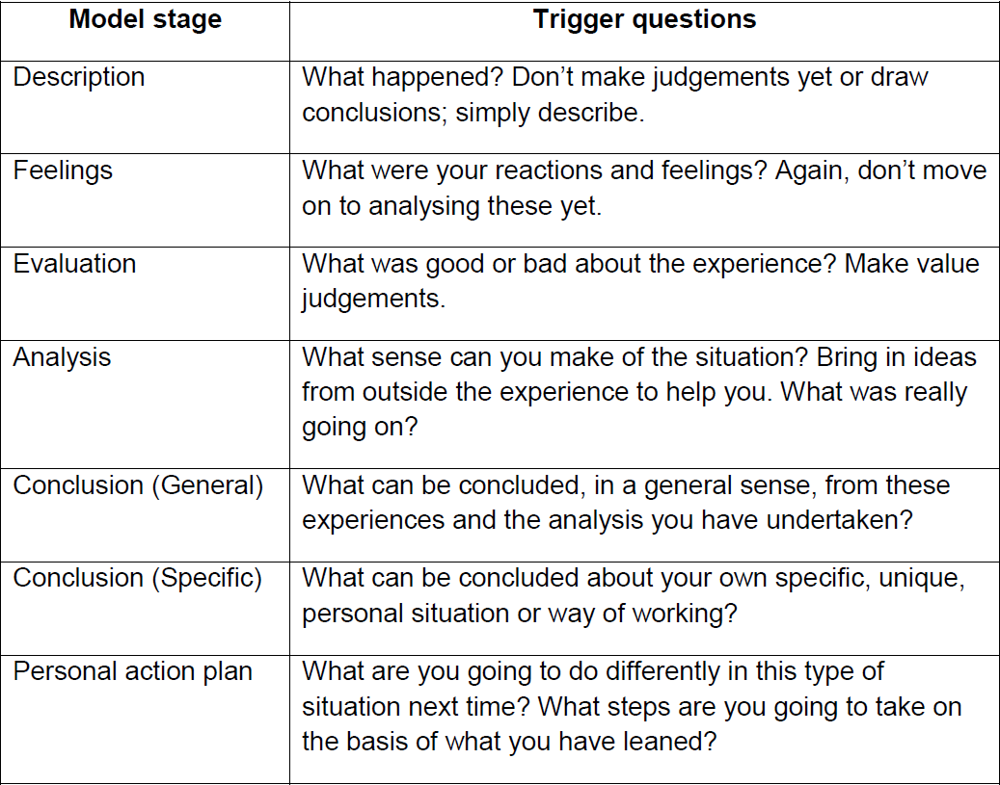 Model stage
Trigger questions
Description
What happened? Don’t make judgements yet or draw
conclusions; simply describe.
Feelings
What were your reactions and feelings? Again, don’t move
on to analysing these yet.
Evaluation
What was good or bad about the experience? Make value
judgements.
Analysis
What sense can you make of the situation? Bring in ideas
from outside the experience to help you. What was really
going on?
Conclusion (General)
What can be concluded, in a general sense, from these
experiences and the analysis you have undertaken?
Conclusion (Specific)
What can be concluded about your own specific, unique,
personal situation or way of working?
Personal action plan
What are you going to do differently in this type of
situation next time? What steps are you going to take on
the basis of what you have leaned?